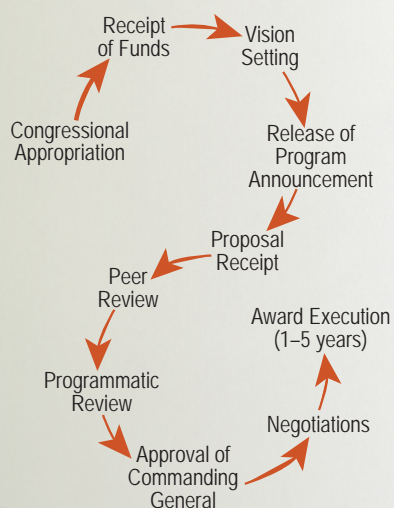 Receipt
of Funds
Vision
Setting
Congressional
Appropriation
Release of
Program
Announcement
Proposal
Receipt
Peer
Review
Award Execution
(1–5 years)
Programmatic
Review
Negotiations
Approval of
Commanding
General